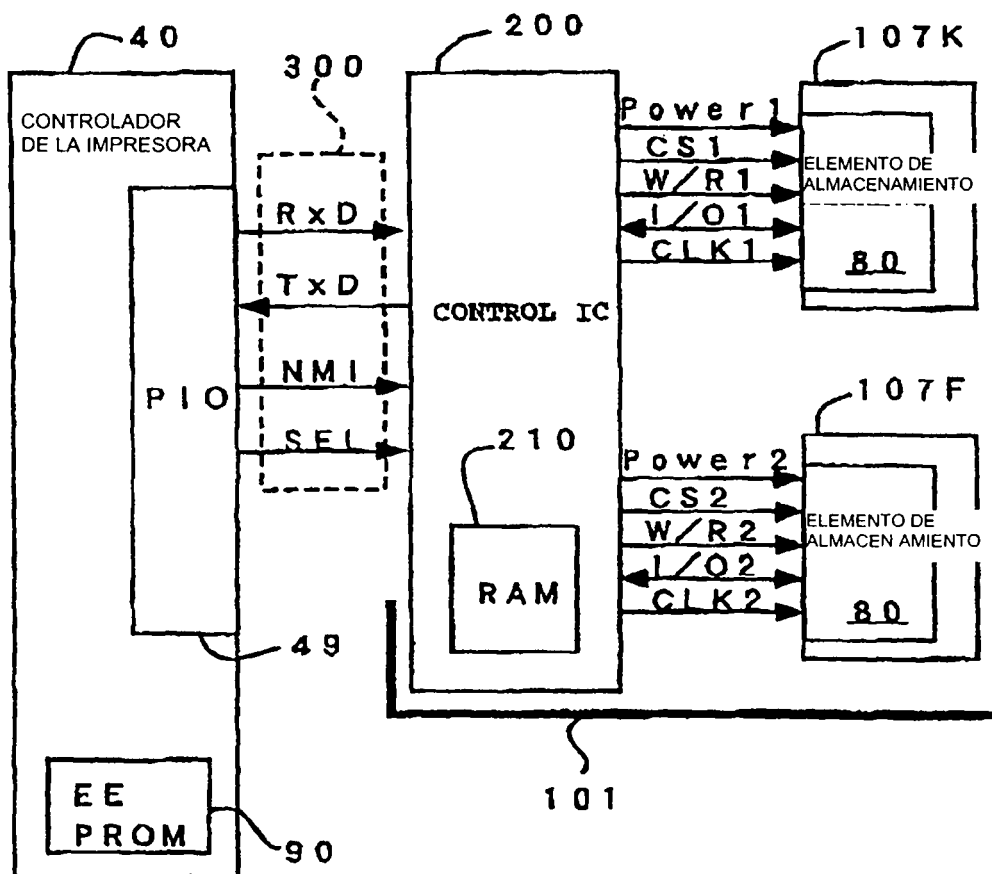 40
CONTROLADOR
DE LA IMPRESORA
300
200
107K
RxD
TxD
NMI
SEL
PIO
49
EE
PROM
90
CONTROL IC
210
RAM
Power1
CS1
W/R1
I/O1
CLK1
ELEMENTO DE
ALMACENAMIENTO
80
107F
Power2
CS2
W/R2
I/O2
CLK2
ELEMENTO DE
ALMACEN AMIENTO
80
101